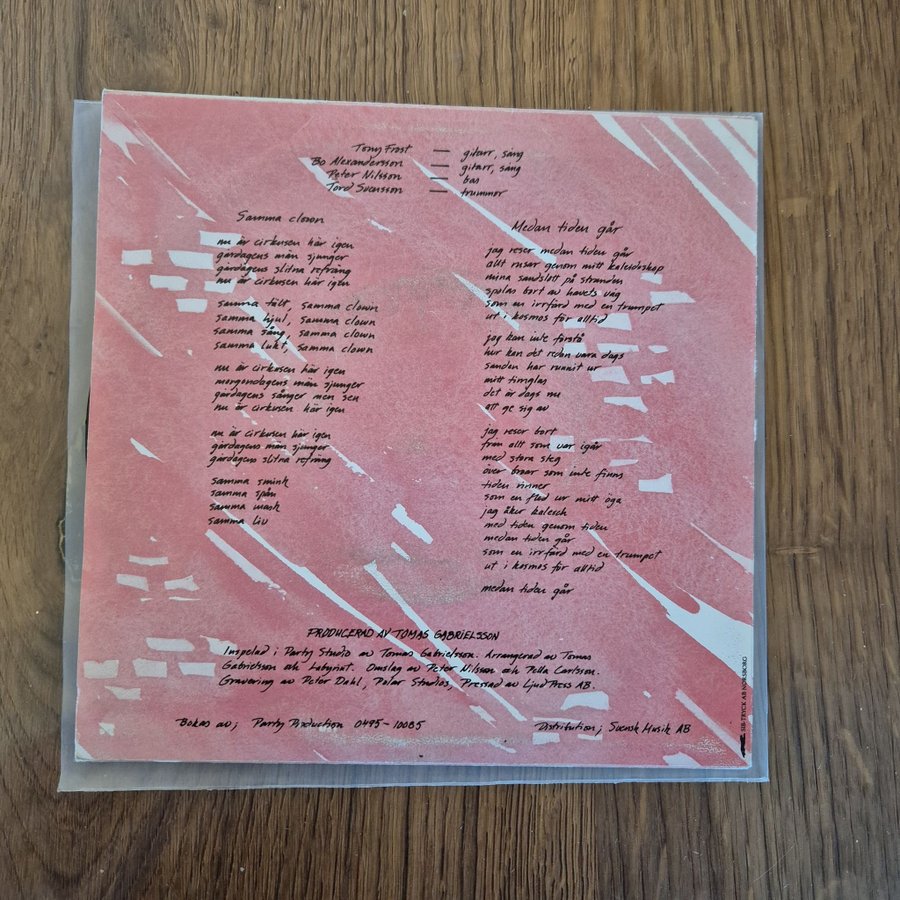 Tony Frost — gitarr, sång
Bo Alexandersson — gitarr, sång
Peter Nilsson — bas
Tord Svensson — trummor
Samma clown
nu är cirkusen här igen
gårdagens män sjunger
gårdagens slitna refräng
nu är cirkusen här igen
samma tält, samma clown
samma hjul, samma clown
samma sång, samma clown
samma lukt, samma clown
nu är cirkusen här igen
morgondagens män sjunger
gårdagens sånger men sen
nu är cirkusen här igen
nu är cirkusen här igen
gårdagens män sjunger
gårdagens slitna refräng
samma smink
samma spån
samma mask
samma liv
Medan tiden går
jag reser medan tiden går
allt rusar genom mitt kaleidoskop
mina sandslott på stranden
spolas bort av havets våg
som en irrfärd med en trumpet
ut i kosmos för alltid
jag kan inte förstå
hur kan det redan vara dags
sanden har runnit ur
mitt timglas
det är dags nu
att ge sig av
jag reser bort
från allt som var igår
med stora steg
över broar som inte finns
tiden rinner
som en flod ur mitt öga
jag åker kalesch
med tiden genom tiden
medan tiden går
som en irrfärd med en trumpet
ut i kosmos för alltid
medan tiden går
PRODUCERAD AV TOMAS GABRIELSSON
Inspelad i Party Studio av Tomas Gabrielsson. Arrangerad av Tomas
Gabrielsson och Labyrint. Omslag av Peter Nilsson och Pella Carlsson.
Gravering av Peter Dahl, Polar Studios, Pressad av Ljud Press AB.
Bokas av; Party Production 0495-10085
Distribution; Svensk Musik AB
SIB-TRYCK AB NORSBORG